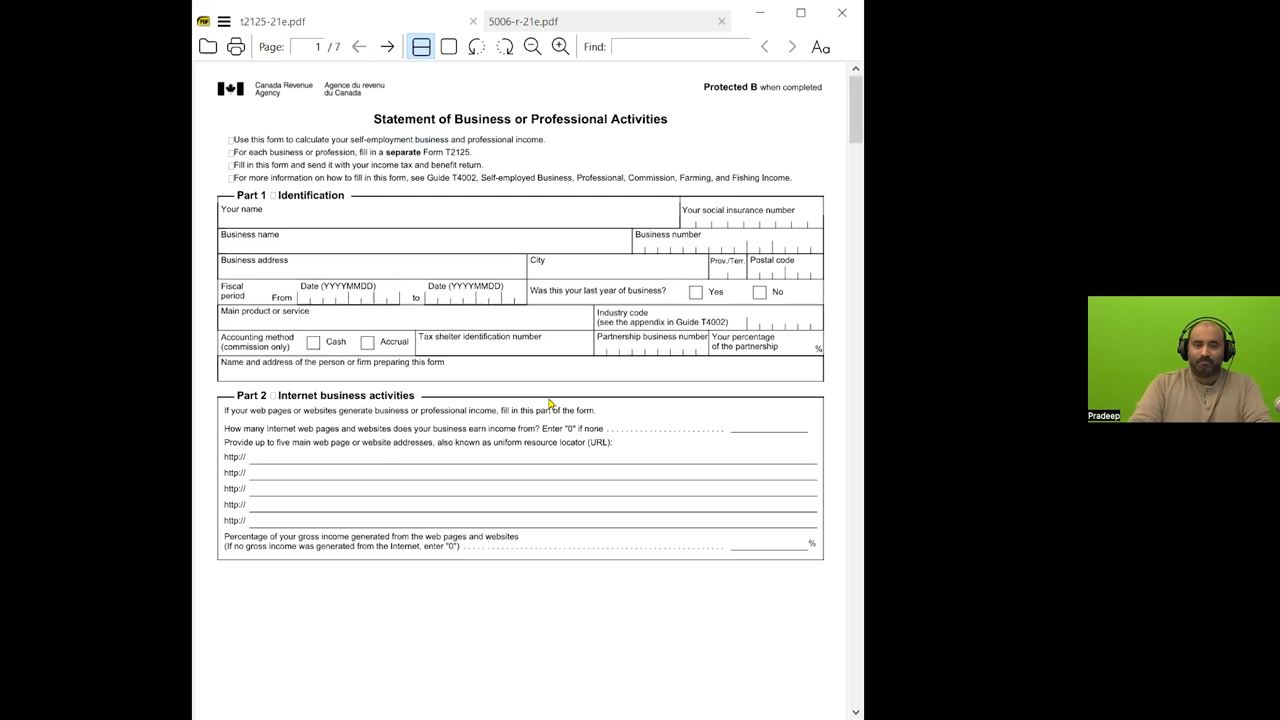 t2125-21e.pdf
5006-r-21e.pdf
Page: 1 / 7
Find:
Aa
Canada Revenue Agence du revenu
Agency du Canada
Protected B when completed
Statement of Business or Professional Activities
Use this form to calculate your self-employment business and professional income.
For each business or profession, fill in a separate Form T2125.
Fill in this form and send it with your income tax and benefit return.
For more information on how to fill in this form, see Guide T4002, Self-employed Business, Professional, Commission, Farming, and Fishing Income.
Part 1 Identification
Your name
Your social insurance number
Business name
Business number
Business address
City
Prov./Terr.
Postal code
Fiscal period
From
Date (YYYYMMDD)
to
Date (YYYYMMDD)
Was this your last year of business?
Yes
No
Main product or service
Industry code
(see the appendix in Guide T4002)
Accounting method
(commission only)
Cash
Accrual
Tax shelter identification number
Partnership business number
Your percentage
of the partnership
%
Name and address of the person or firm preparing this form
Part 2 Internet business activities
If your web pages or websites generate business or professional income, fill in this part of the form.
How many Internet web pages and websites does your business earn income from? Enter "0" if none
Provide up to five main web page or website addresses, also known as uniform resource locator (URL):
http://
http://
http://
http://
http://
Percentage of your gross income generated from the web pages and websites
(If no gross income was generated from the Internet, enter "0")
%
Pradeep